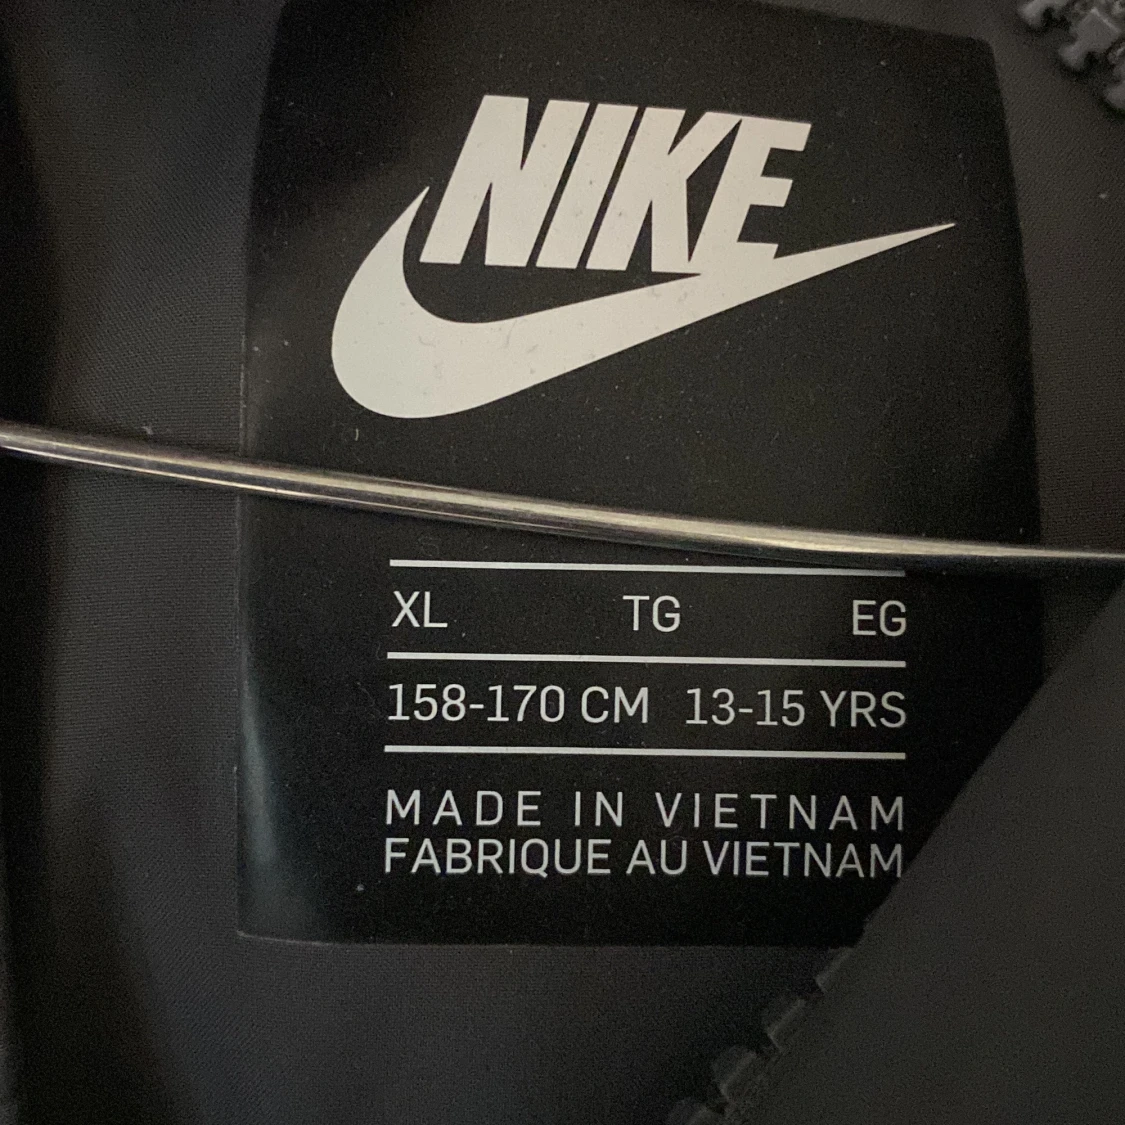 NIKE
XL TG EG
158-170 CM 13-15 YRS
MADE IN VIETNAM
FABRIQUE AU VIETNAM